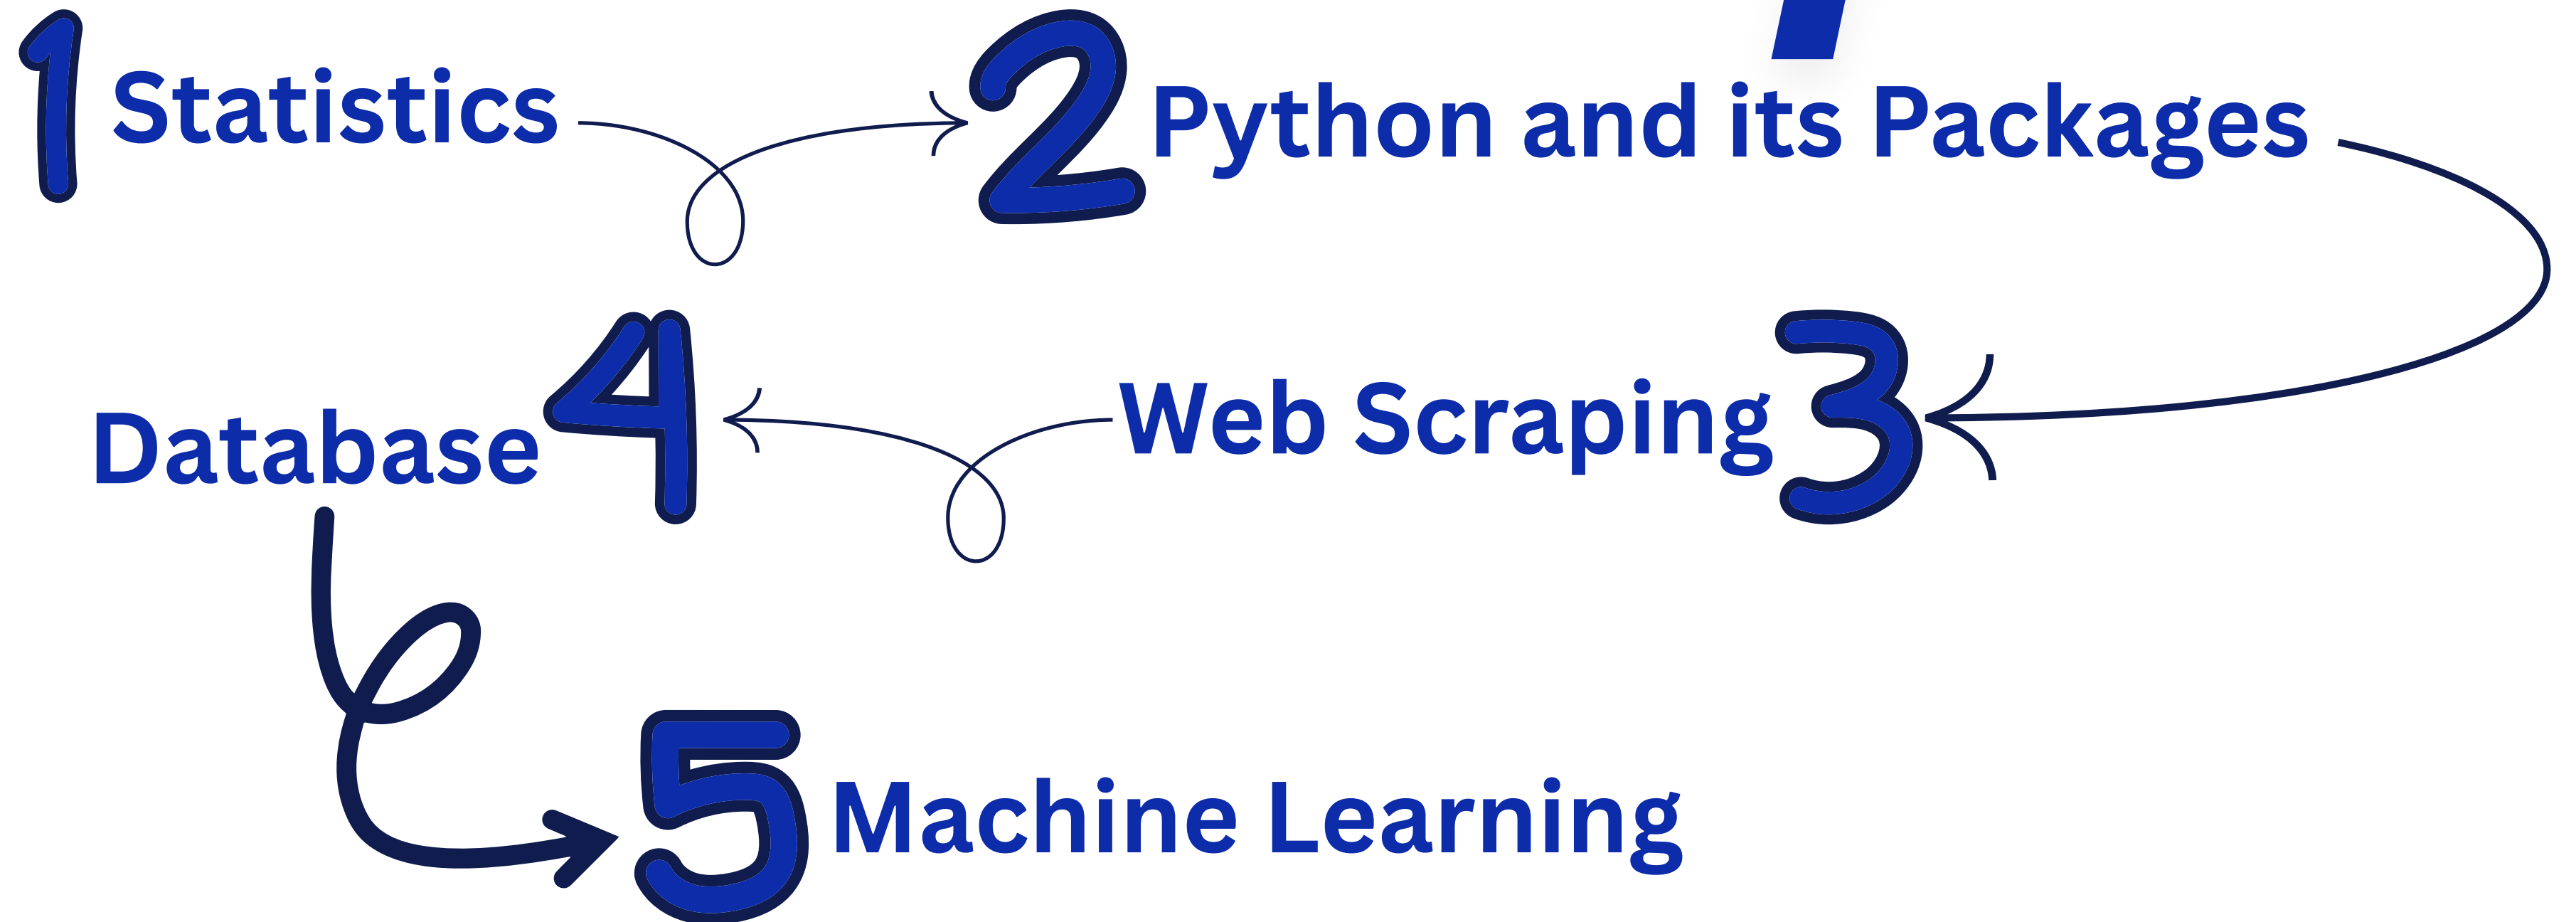 1 Statistics
2 Python and its Packages
3 Web Scraping
4 Database
5 Machine Learning